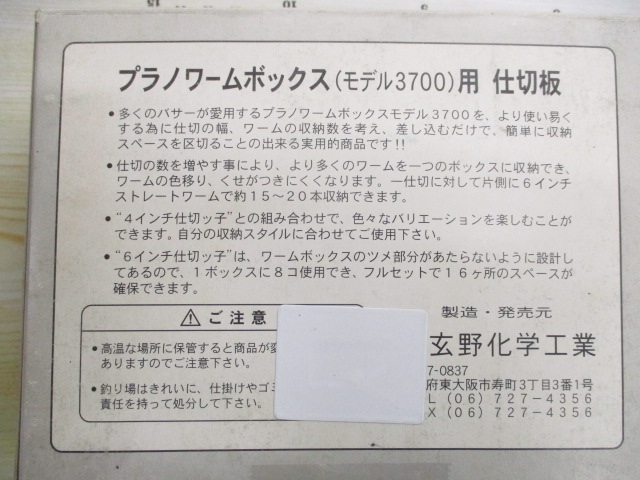 15
10
プラノワームボックス(モデル3700)用 仕切板
●多くのバサーが愛用するプラノワームボックスモデル3700を、より使い易く
する為に仕切の幅、ワームの収納数を考え、差し込むだけで、簡単に収納
スペースを区切ることの出来る実用的商品です!!
●仕切の数を増やす事により、より多くのワームを一つのボックスに収納でき、
ワームの色移り、くせがつきにくくなります。一仕切に対して片側に6インチ
ストレートワームで約15〜20本収納できます。
●“4インチ仕切ッ子”との組み合わせで、色々なバリエーションを楽しむことが
できます。自分の収納スタイルに合わせてご使用下さい。
●“6インチ仕切ッ子”は、ワームボックスのツメ部分があたらないように設計し
てあるので、1ボックスに8コ使用でき、フルセットで16ヶ所のスペースが
確保できます。
⚠ご注意
●高温な場所に保管すると商品が
ありますのでご注意下さい。
●釣り場はきれいに、仕掛けやゴ
責任を持って処分して下さい。
製造・発売元
玄野化学工業
7-0837
府東大阪市寿町3丁目3番1号
L(06)727-4356
X(06)727-4356